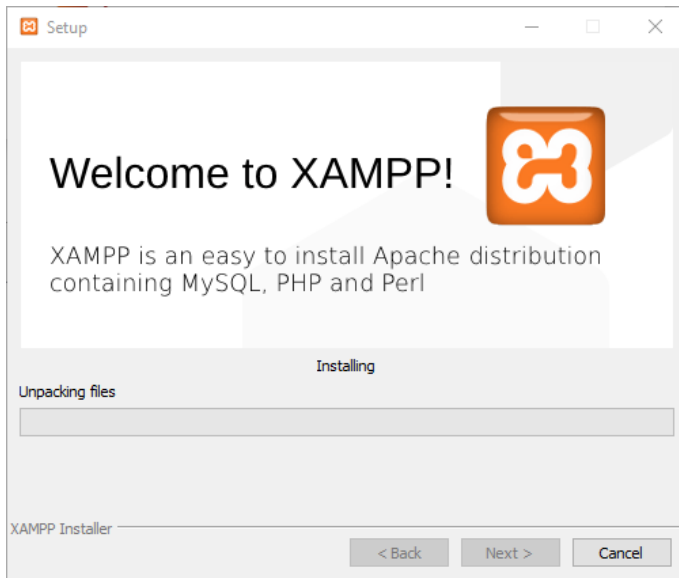 Setup
Welcome to XAMPP!
XAMPP is an easy to install Apache distribution
containing MySQL, PHP and Perl
Installing
Unpacking files
XAMPP Installer
< Back
Next >
Cancel